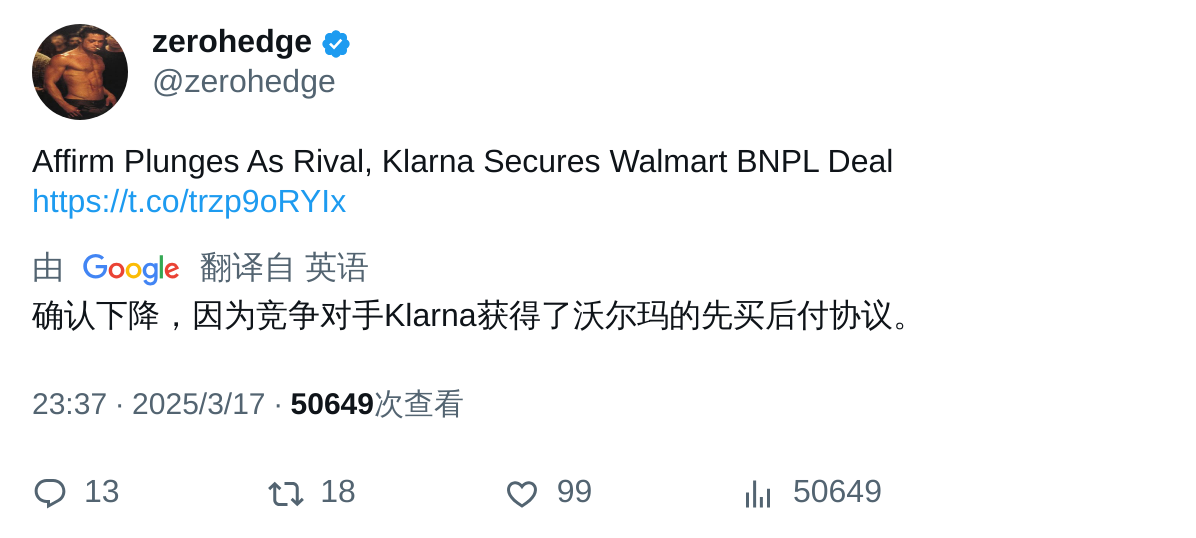 zerohedge
@zerohedge
Affirm Plunges As Rival, Klarna Secures Walmart BNPL Deal
https://t.co/trzp9oRYIx
由 Google 翻译自 英语
确认下降，因为竞争对手Klarna获得了沃尔玛的先买后付协议。
23:37 · 2025/3/17 · 50649次查看
13 18 99 50649